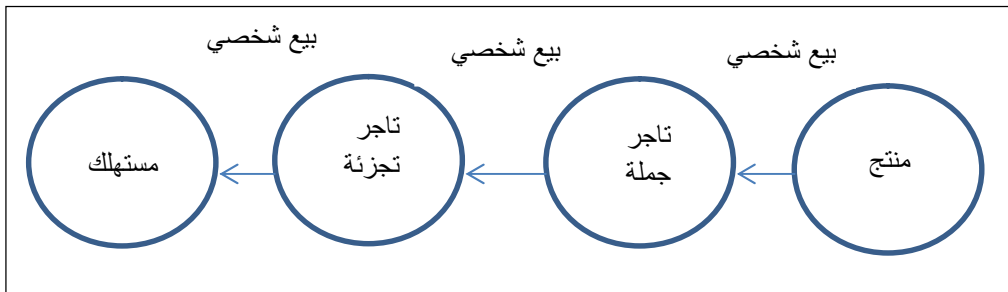 بيع شخصي
بيع شخصي
بيع شخصي
منتج
تاجر
جملة
تاجر
تجزئة
مستهلك